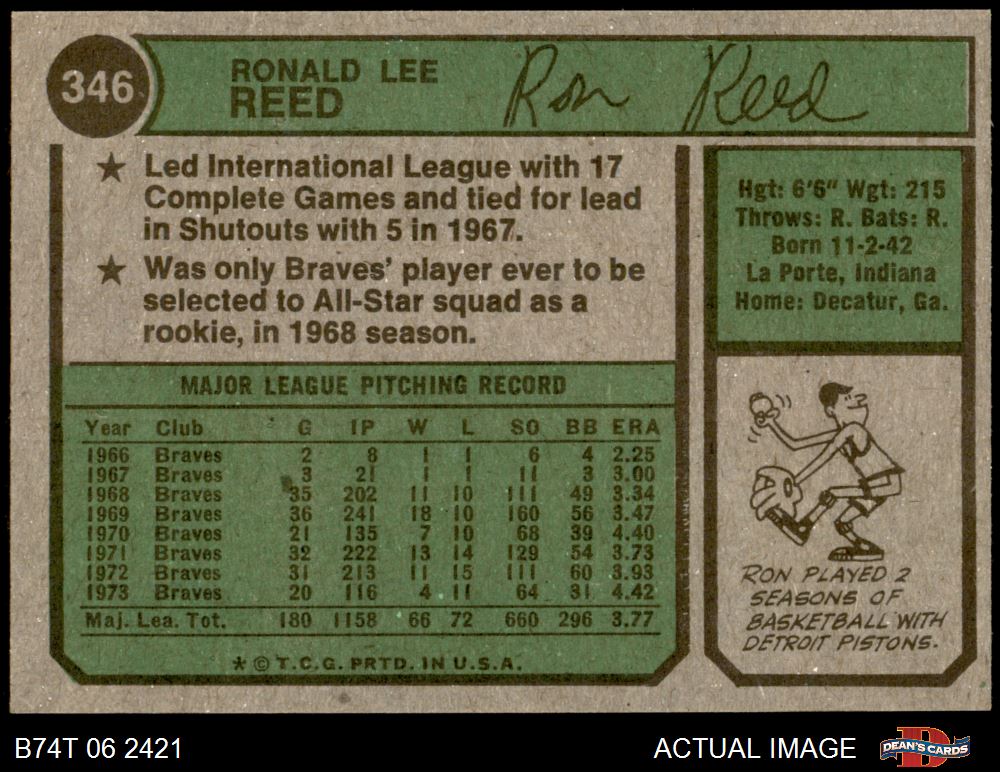 346
RONALD LEE
REED
Ron Reed
★ Led International League with 17
Complete Games and tied for lead
in Shutouts with 5 in 1967.
★ Was only Braves' player ever to be
selected to All-Star squad as a
rookie, in 1968 season.
Hgt: 6'6" Wgt: 215
Throws: R. Bats: R.
Born 11-2-42
La Porte, Indiana
Home: Decatur, Ga.
MAJOR LEAGUE PITCHING RECORD
Year Club G IP W L SO BB ERA
1966 Braves 2 8 1 1 6 4 2.25
1967 Braves 3 21 1 1 11 3 3.00
1968 Braves 35 202 11 10 111 49 3.34
1969 Braves 36 241 18 10 160 56 3.47
1970 Braves 21 135 7 10 68 39 4.40
1971 Braves 32 222 13 14 129 54 3.73
1972 Braves 31 213 11 15 111 60 3.93
1973 Braves 20 116 4 11 64 31 4.42
Maj. Lea. Tot. 180 1158 66 72 660 296 3.77
* © T.C.G. PRTD. IN U.S.A.
RON PLAYED 2
SEASONS OF
BASKETBALL WITH
DETROIT PISTONS.
B74T 06 2421
ACTUAL IMAGE
D
DEAN'S CARDS